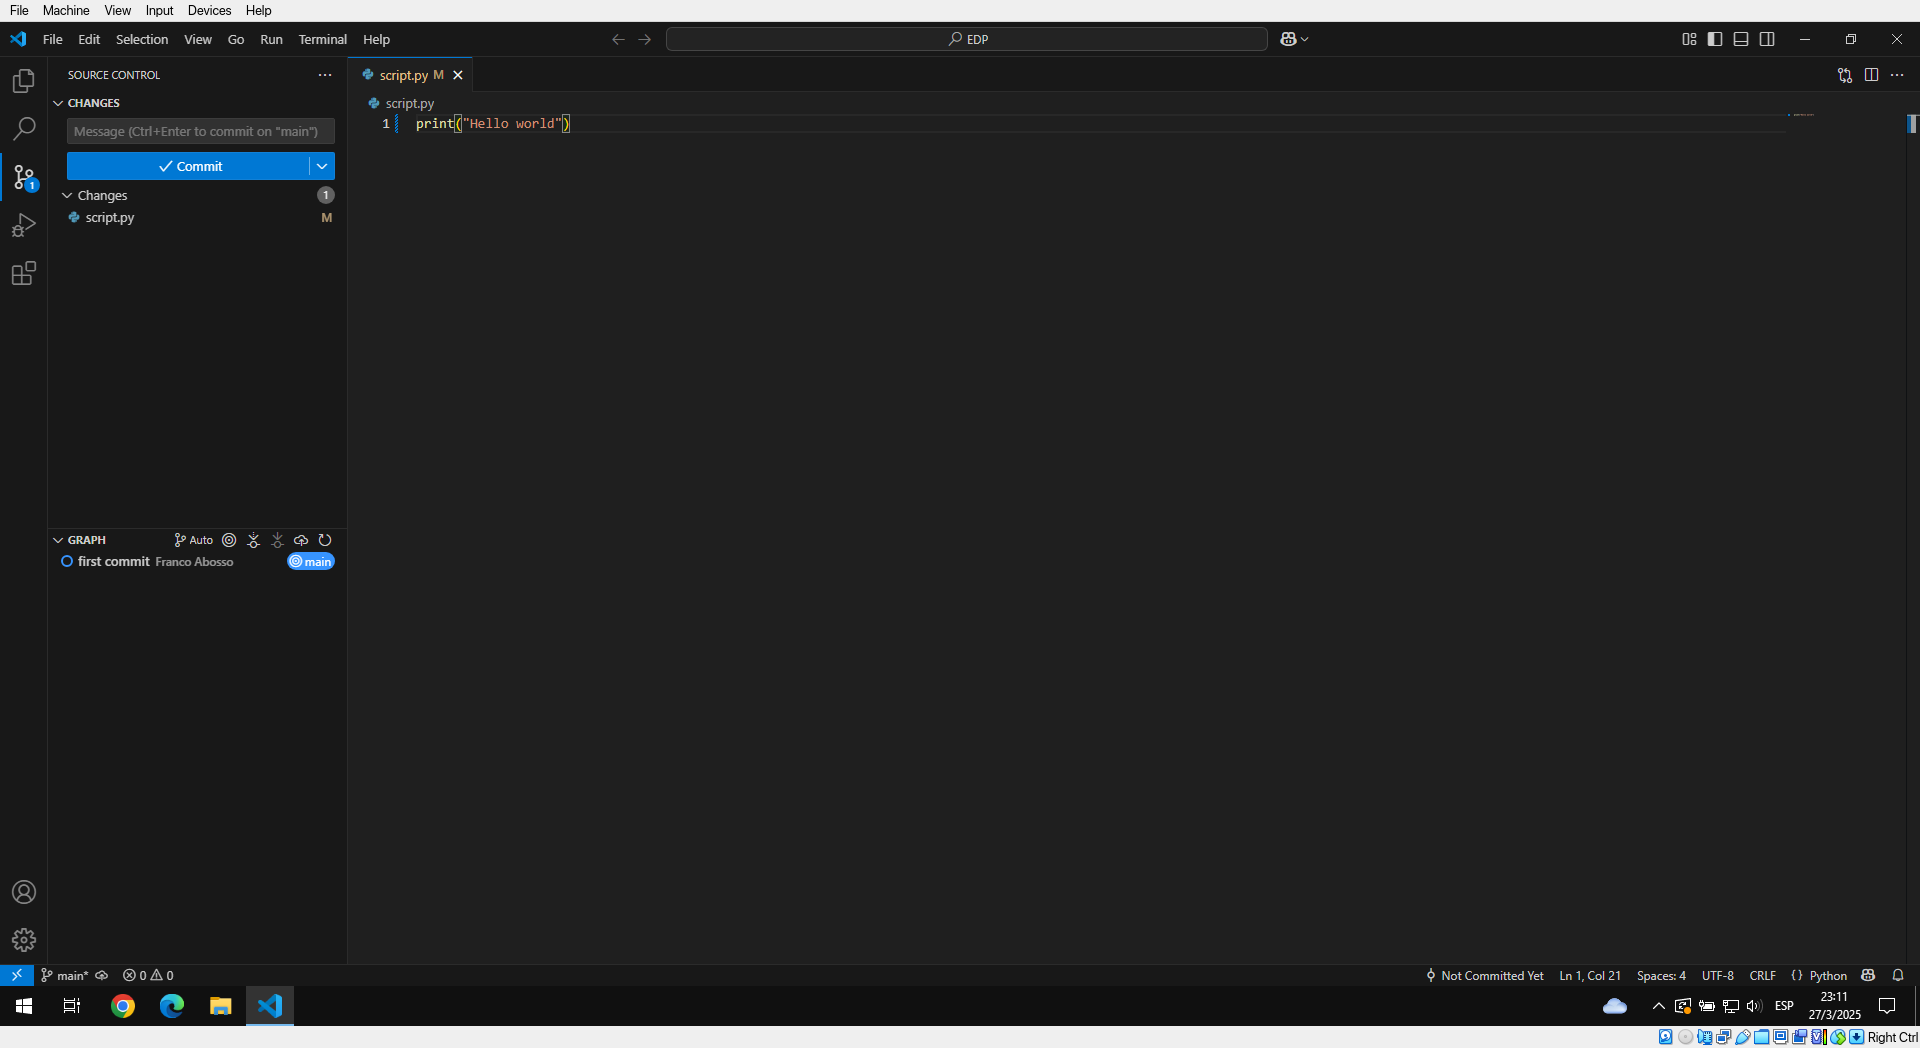 File Machine View Input Devices Help
File Edit Selection View Go Run Terminal Help
EDP
SOURCE CONTROL
script.py M
CHANGES
script.py
Message (Ctrl+Enter to commit on "main")
1 print("Hello world")
Commit
Changes 1
script.py M
1
GRAPH Auto
first commit Franco Abosso main
main* 0 0 Not Committed Yet Ln 1, Col 21 Spaces: 4 UTF-8 CRLF {} Python
ESP 23:11
27/3/2025
Right Ctrl